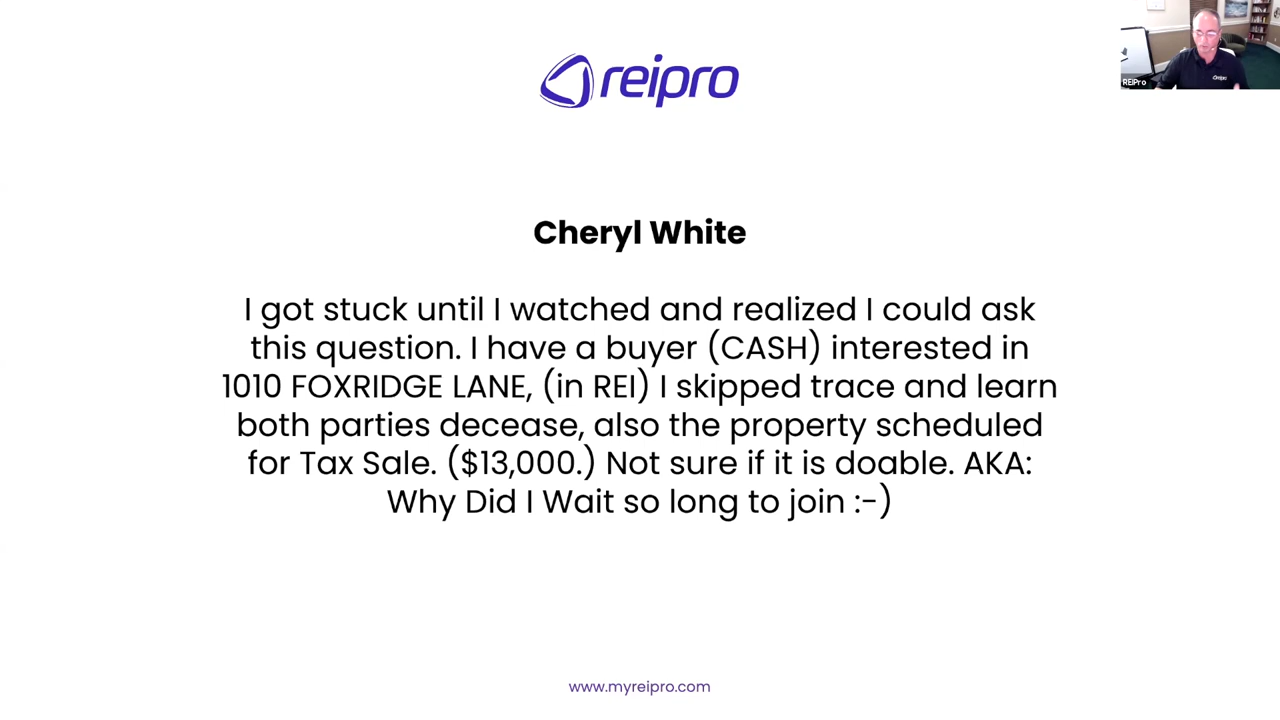 reipro
REIPro
Cheryl White
I got stuck until I watched and realized I could ask
this question. I have a buyer (CASH) interested in
1010 FOXRIDGE LANE, (in REI) I skipped trace and learn
both parties decease, also the property scheduled
for Tax Sale. ($13,000.) Not sure if it is doable. AKA:
Why Did I Wait so long to join :-)
www.myreipro.com